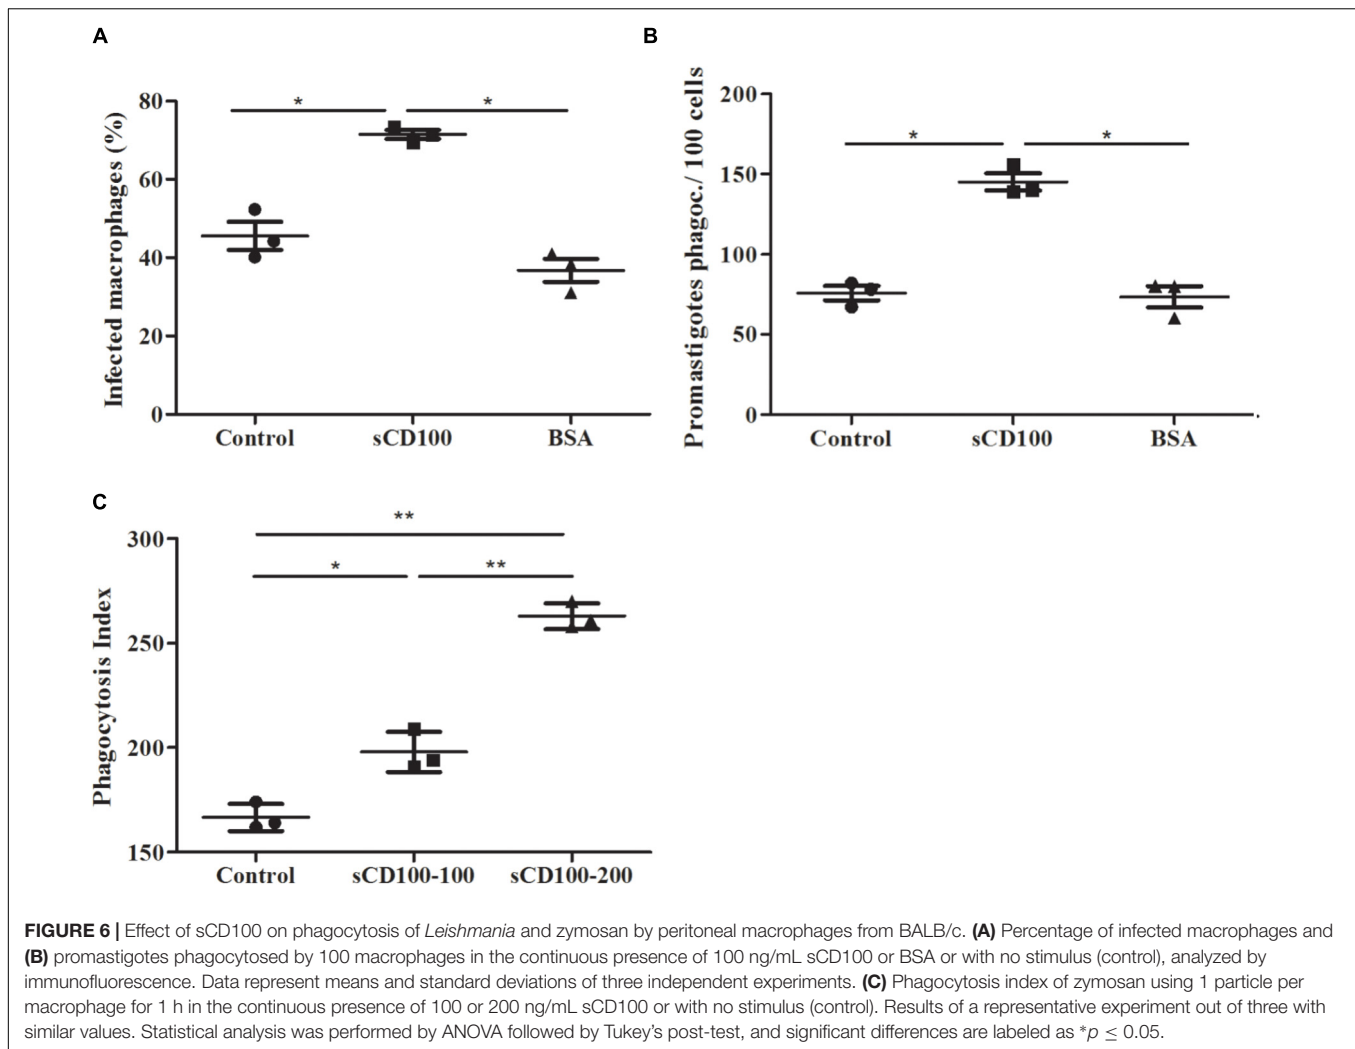 A
B
80
60
40
20
0
Infected macrophages (%)
*
*
Control
sCD100
BSA
200
150
100
50
0
Promastigotes phagoc./ 100 cells
*
*
Control
sCD100
BSA
C
300
250
200
150
Phagocytosis Index
**
*
**
Control
sCD100-100
sCD100-200
FIGURE 6 | Effect of sCD100 on phagocytosis of Leishmania and zymosan by peritoneal macrophages from BALB/c. (A) Percentage of infected macrophages and
(B) promastigotes phagocytosed by 100 macrophages in the continuous presence of 100 ng/mL sCD100 or BSA or with no stimulus (control), analyzed by
immunofluorescence. Data represent means and standard deviations of three independent experiments. (C) Phagocytosis index of zymosan using 1 particle per
macrophage for 1 h in the continuous presence of 100 or 200 ng/mL sCD100 or with no stimulus (control). Results of a representative experiment out of three with
similar values. Statistical analysis was performed by ANOVA followed by Tukey’s post-test, and significant differences are labeled as *p ≤ 0.05.